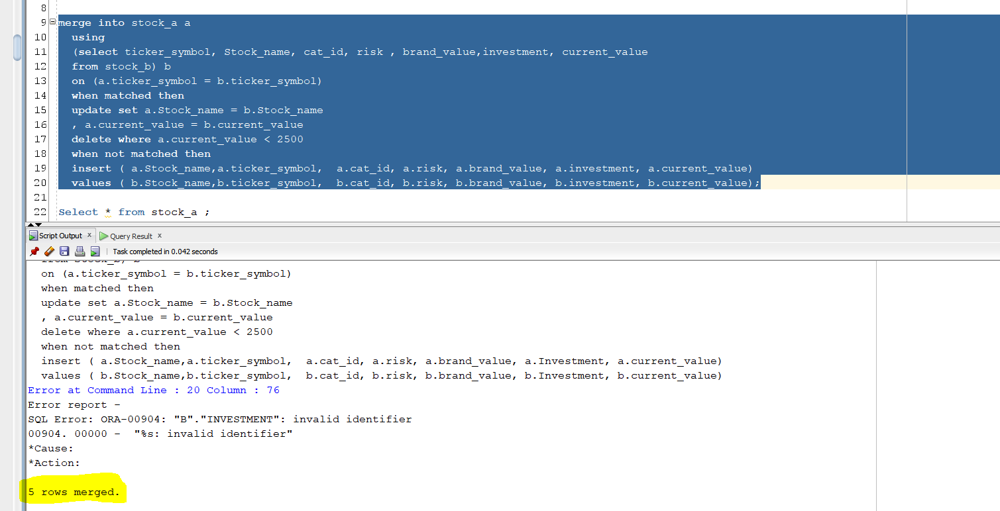 8
9 merge into stock_a a
10 using
11 (select ticker_symbol, Stock_name, cat_id, risk , brand_value,investment, current_value
12 from stock_b) b
13 on (a.ticker_symbol = b.ticker_symbol)
14 when matched then
15 update set a.Stock_name = b.Stock_name
16 , a.current_value = b.current_value
17 delete where a.current_value < 2500
18 when not matched then
19 insert ( a.Stock_name,a.ticker_symbol,  a.cat_id, a.risk, a.brand_value, a.investment, a.current_value)
20 values ( b.Stock_name,b.ticker_symbol,  b.cat_id, b.risk, b.brand_value, b.investment, b.current_value);
21
22 Select * from stock_a ;
Script Output x Query Result x
Task completed in 0.042 seconds
from stock_b) b
on (a.ticker_symbol = b.ticker_symbol)
when matched then
update set a.Stock_name = b.Stock_name
, a.current_value = b.current_value
delete where a.current_value < 2500
when not matched then
insert ( a.Stock_name,a.ticker_symbol,  a.cat_id, a.risk, a.brand_value, a.Investment, a.current_value)
values ( b.Stock_name,b.ticker_symbol,  b.cat_id, b.risk, b.brand_value, b.Investment, b.current_value)
Error at Command Line : 20 Column : 76
Error report -
SQL Error: ORA-00904: "B"."INVESTMENT": invalid identifier
00904. 00000 -  "%s: invalid identifier"
*Cause:
*Action:
5 rows merged.